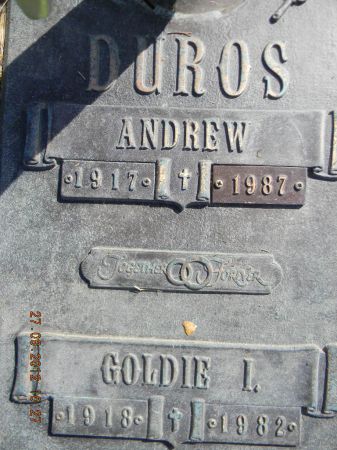 DUROS
ANDREW
1917 1987
TOGETHER FOREVER
GOLDIE I.
1918 1982